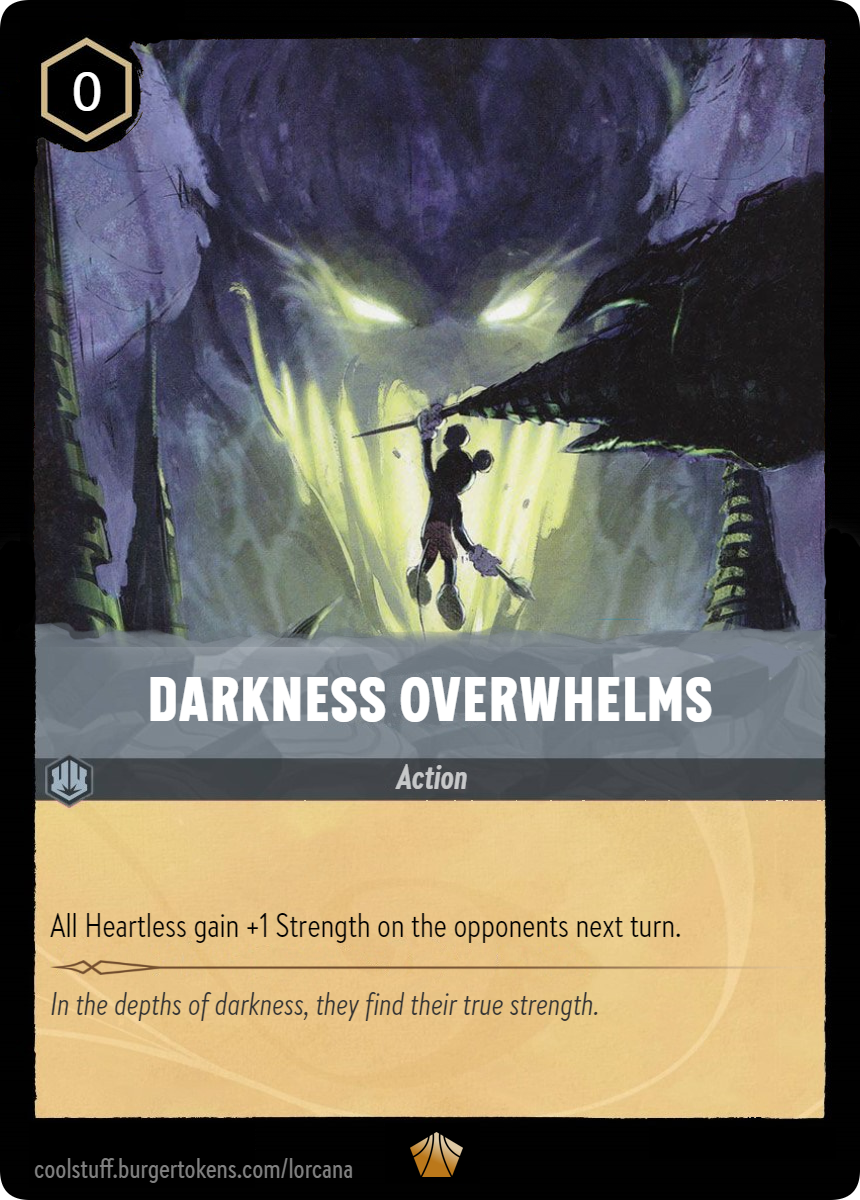 0
DARKNESS OVERWHELMS
Action
All Heartless gain +1 Strength on the opponents next turn.
In the depths of darkness, they find their true strength.
coolstuff.burgertokens.com/lorcana